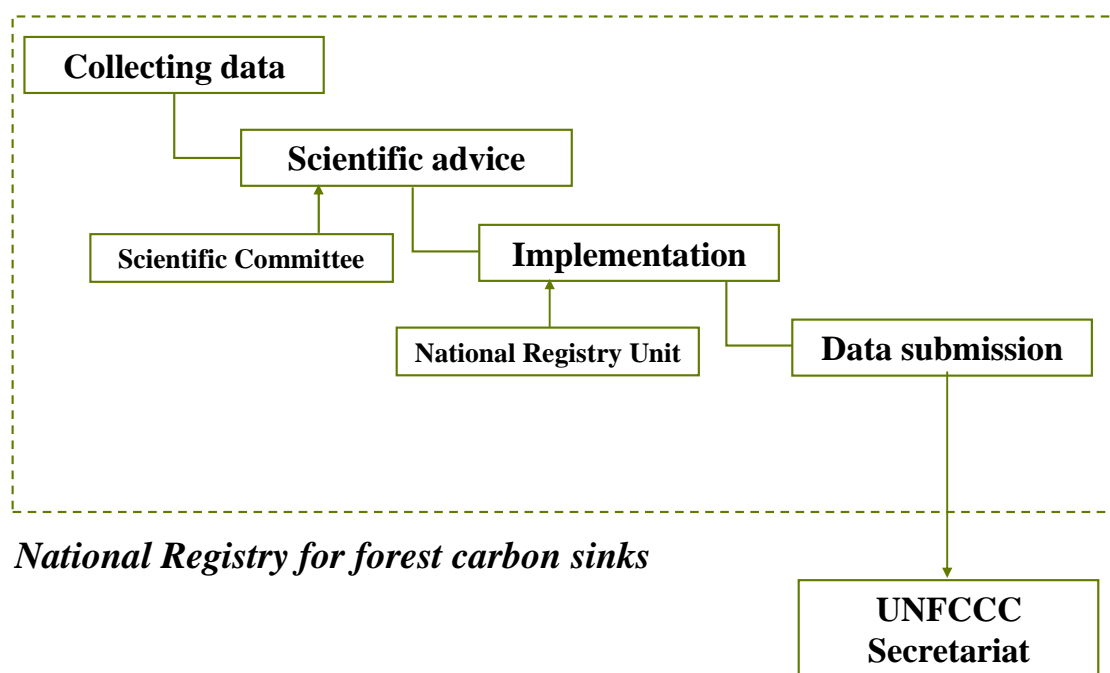 Collecting data
Scientific advice
Scientific Committee
Implementation
National Registry Unit
Data submission
National Registry for forest carbon sinks
UNFCCC
Secretariat